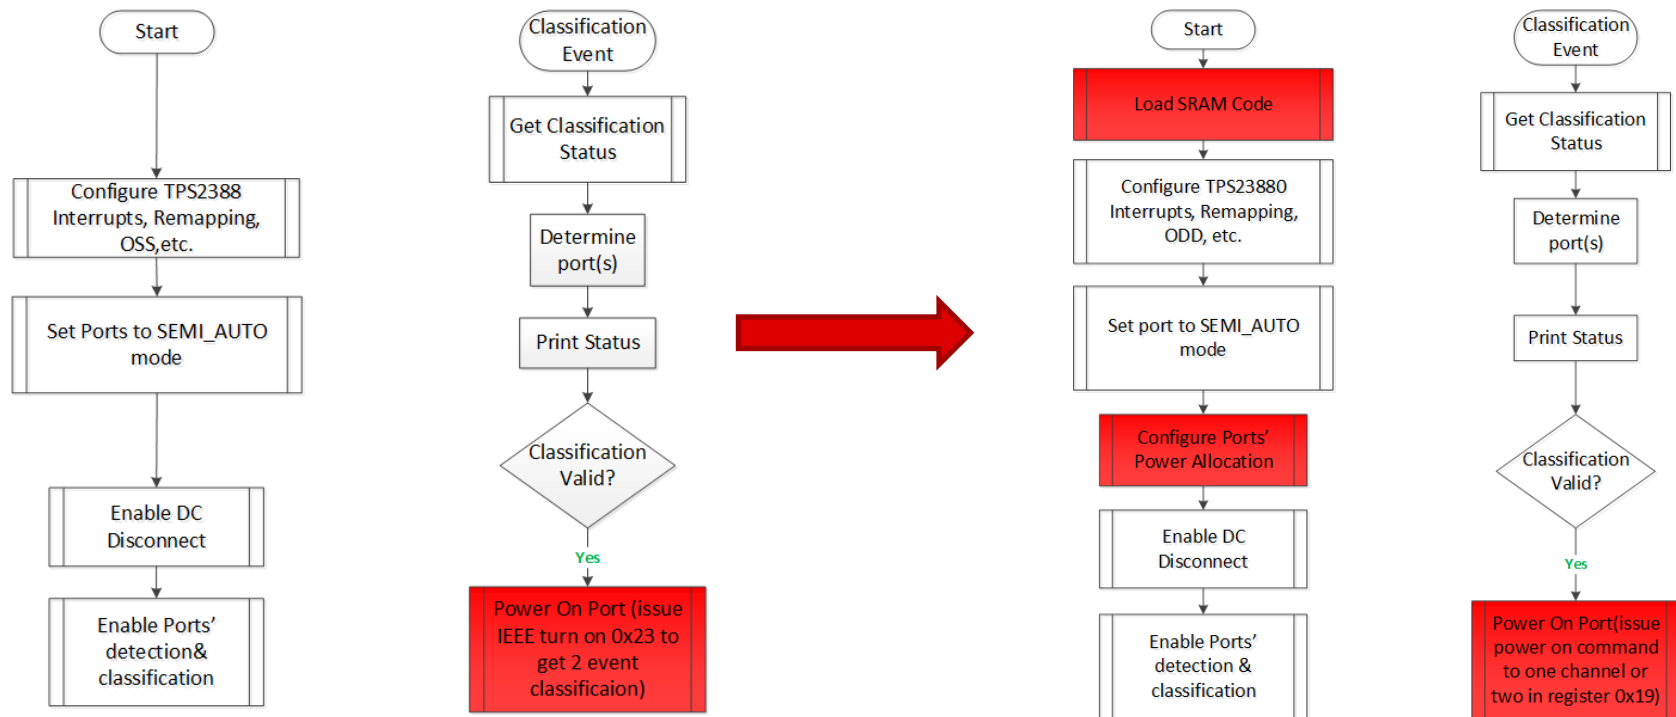 Start
Configure TPS2388
Interrupts, Remapping,
OSS,etc.
Set Ports to SEMI_AUTO
mode
Enable DC
Disconnect
Enable Ports’
detection&
classification
Classification
Event
Get Classification
Status
Determine
port(s)
Print Status
Classification
Valid?
Yes
Power On Port (issue
IEEE turn on 0x23 to
get 2 event
classificaion)
Start
Load SRAM Code
Configure TPS23880
Interrupts, Remapping,
ODD, etc.
Set port to SEMI_AUTO
mode
Configure Ports’
Power Allocation
Enable DC
Disconnect
Enable Ports’
detection &
classification
Classification
Event
Get Classification
Status
Determine
port(s)
Print Status
Classification
Valid?
Yes
Power On Port(issue
power on command
to one channel or
two in register 0x19)